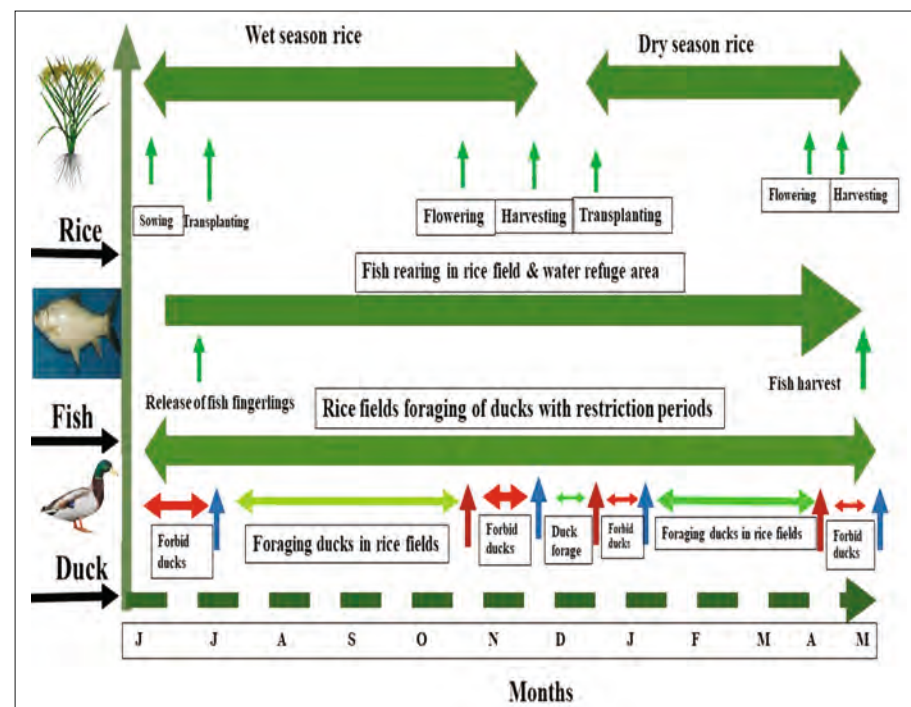 Wet season rice
Dry season rice
Sowing
Transplanting
Flowering
Harvesting
Transplanting
Flowering
Harvesting
Rice
Fish rearing in rice field & water refuge area
Release of fish fingerlings
Fish harvest
Fish
Rice fields foraging of ducks with restriction periods
Forbid
ducks
Foraging ducks in rice fields
Forbid
ducks
Duck
forage
Forbid
ducks
Foraging ducks in rice fields
Forbid
ducks
Duck
J J A S O N D J F M A M
Months